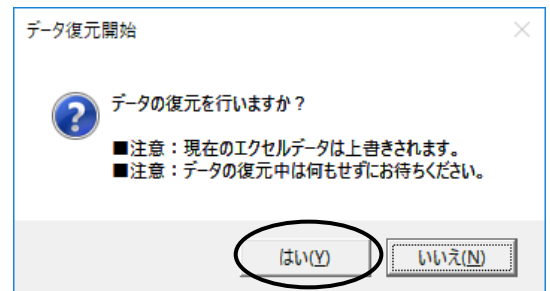 データ復元開始
データの復元を行いますか？
■注意：現在のエクセルデータは上書きされます。
■注意：データの復元中は何もせずにお待ちください。
はい(Y)
いいえ(N)